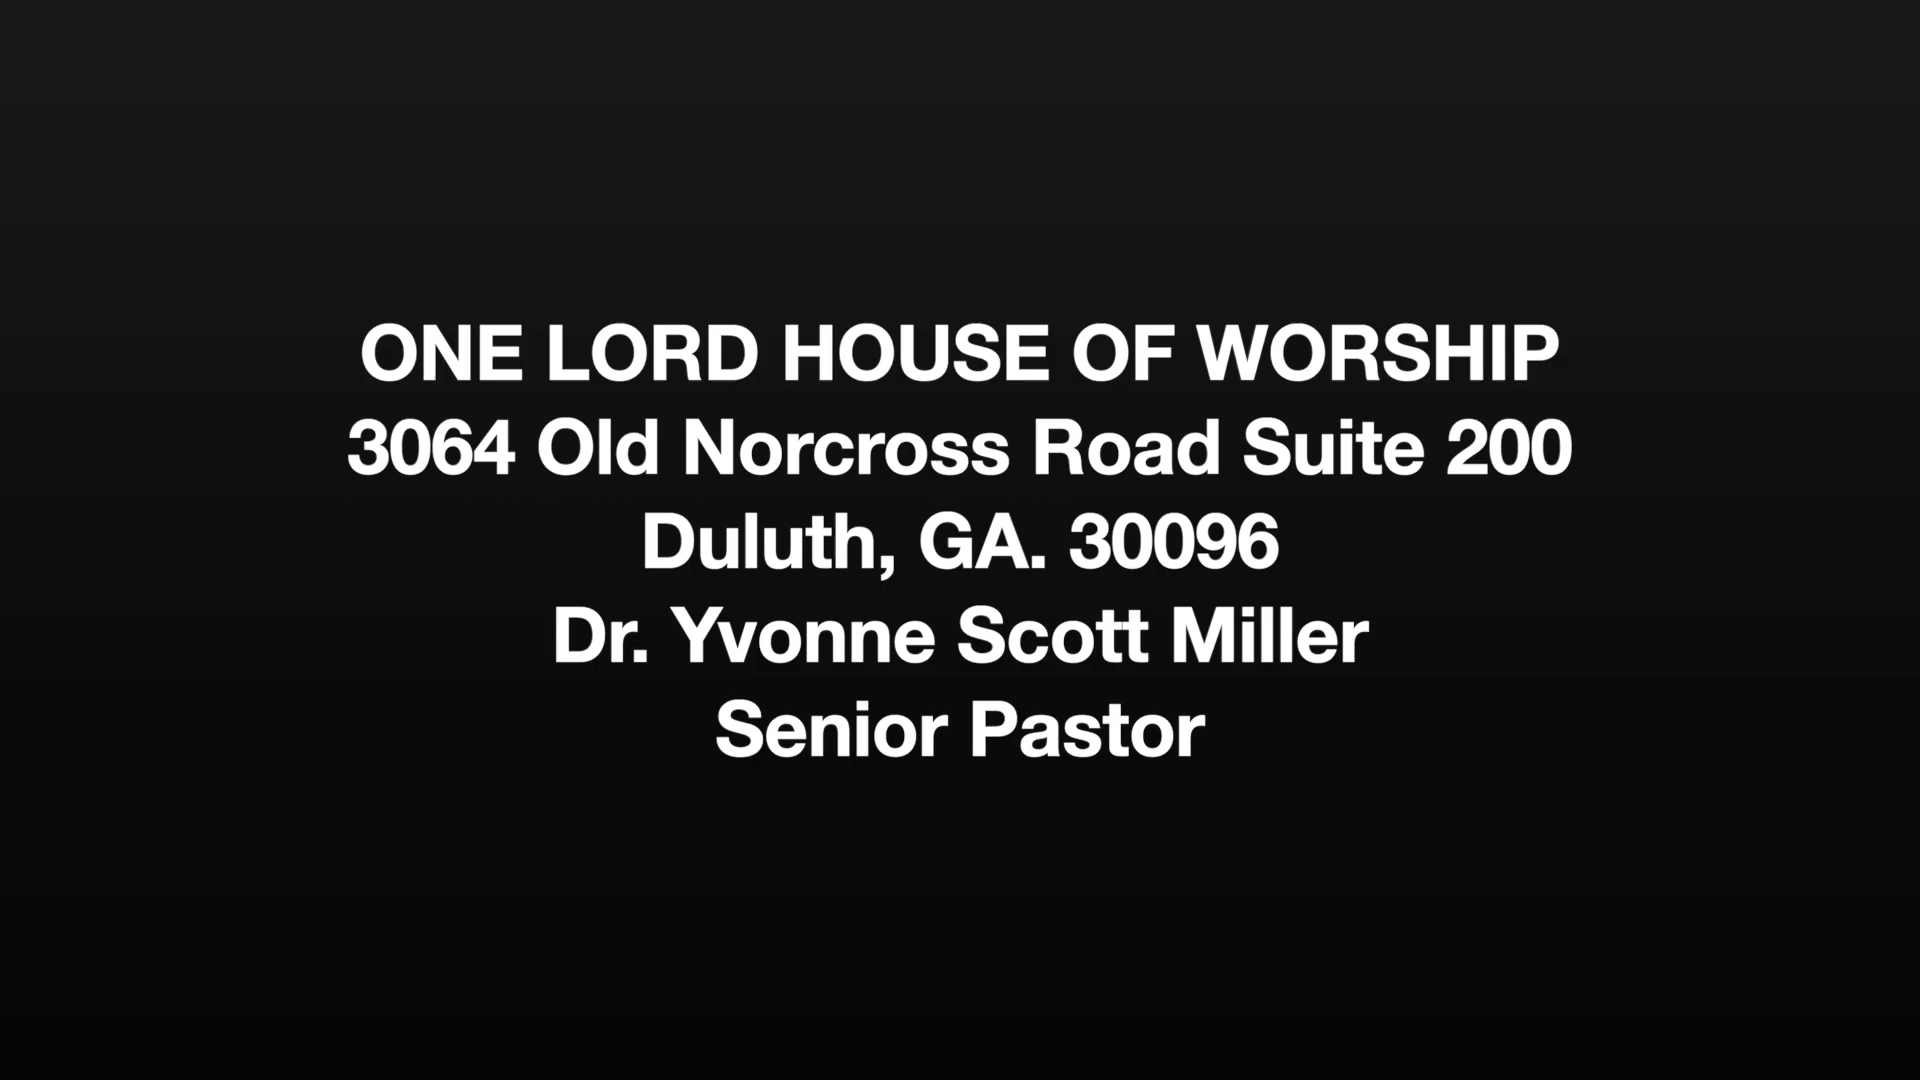 ONE LORD HOUSE OF WORSHIP
3064 Old Norcross Road Suite 200
Duluth, GA. 30096
Dr. Yvonne Scott Miller
Senior Pastor